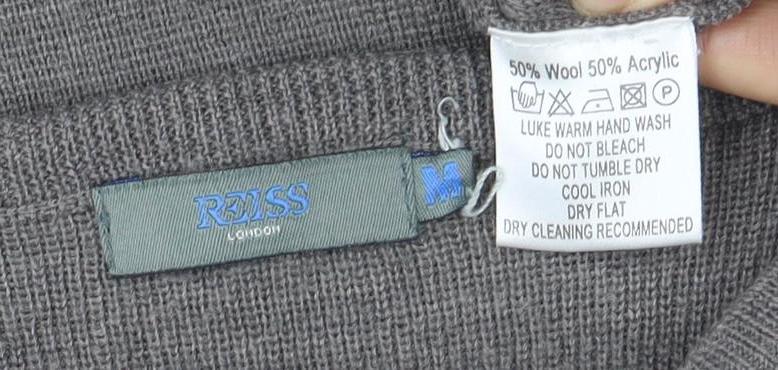 REISS
LONDON
M
50% Wool 50% Acrylic
P
LUKE WARM HAND WASH
DO NOT BLEACH
DO NOT TUMBLE DRY
COOL IRON
DRY FLAT
DRY CLEANING RECOMMENDED